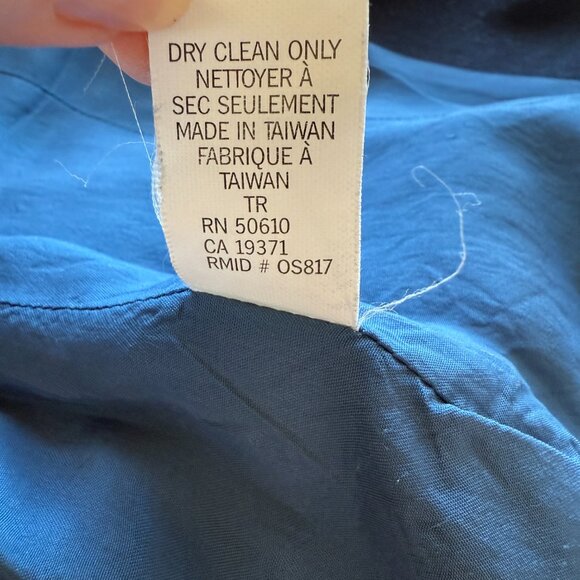 DRY CLEAN ONLY
NETTOYER À
SEC SEULEMENT
MADE IN TAIWAN
FABRIQUE À
TAIWAN
TR
RN 50610
CA 19371
RMID # OS817